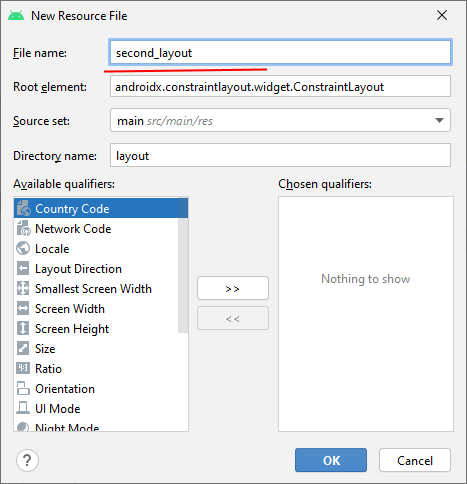 New Resource File
File name: second_layout
Root element: androidx.constraintlayout.widget.ConstraintLayout
Source set: main src/main/res
Directory name: layout
Available qualifiers:
Country Code
Network Code
Locale
Layout Direction
Smallest Screen Width
Screen Width
Screen Height
Size
Ratio
Orientation
UI Mode
Night Mode
>>
<<
Chosen qualifiers:
Nothing to show
?
OK
Cancel